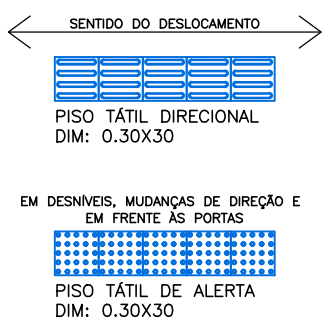 SENTIDO DO DESLOCAMENTO
PISO TÁTIL DIRECIONAL
DIM: 0.30X30
EM DESNÍVEIS, MUDANÇAS DE DIREÇÃO E
EM FRENTE ÀS PORTAS
PISO TÁTIL DE ALERTA
DIM: 0.30X30